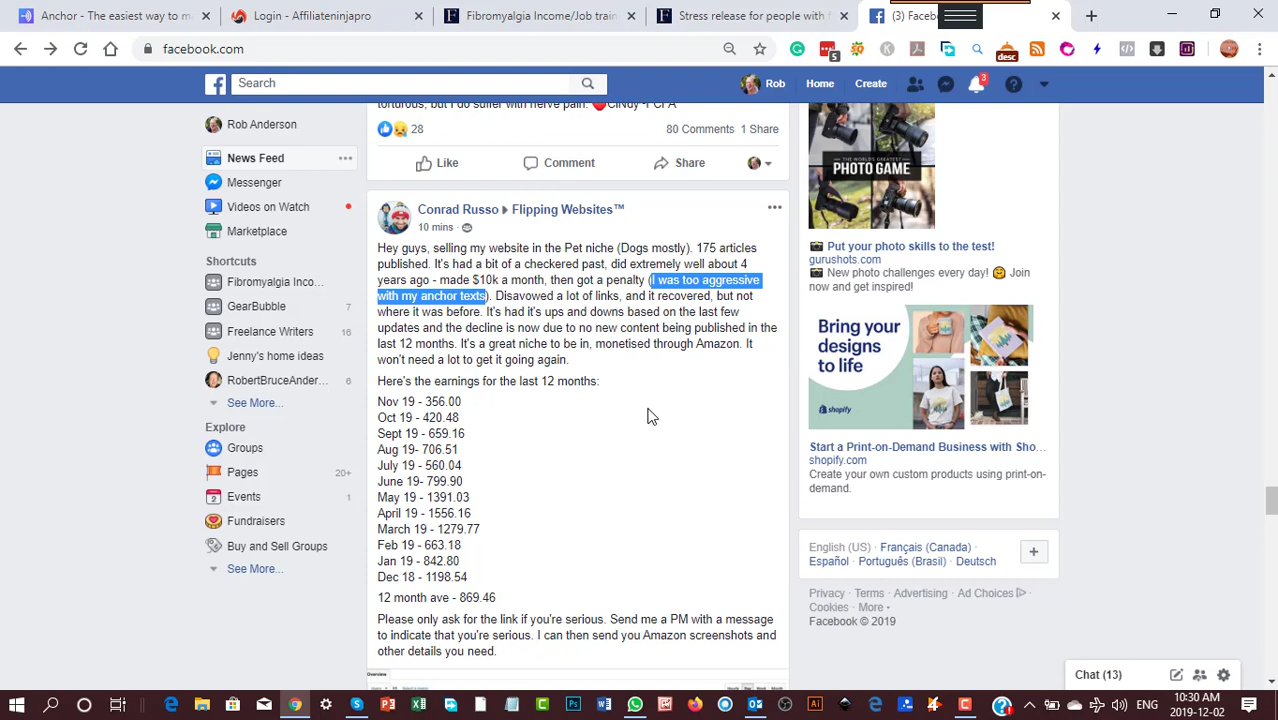 Anchor - The easiest way to m
Login - Affiliateninjapro
Fibromyalgia Income/Job train
Stress release for people with f
(3) Facebo
facebook.com
5
desc
Search
Rob
Home
Create
3
Rob Anderson
News Feed
Messenger
Videos on Watch
Marketplace
Shortcuts
Fibromyalgia Inco...
GearBubble 7
Freelance Writers 16
Jenny's home ideas
RobertBruceAnder... 6
See More...
Explore
Groups
Pages 20+
Events 1
Fundraisers
Buy and Sell Groups
See More...
torturous, but I do suffer with nerve pain.
28
80 Comments 1 Share
Like
Comment
Share
Conrad Russo ▸ Flipping Websites™
10 mins ·
Hey guys, selling my website in the Pet niche (Dogs mostly). 175 articles
published. It's had a bit of a checkered past, did extremely well about 4
years ago - made $10k a month, then got a penalty (I was too aggressive
with my anchor texts). Disavowed a lot of links, and it recovered, but not
where it was before. It's had it's ups and downs based on the last few
updates and the decline is now due to no new content being published in the
last 12 months. It's a great niche to be in, monetised through Amazon. It
won't need a lot to get it going again.
Here's the earnings for the last 12 months:
Nov 19 - 356.00
Oct 19 - 420.48
Sept 19 - 659.16
Aug 19- 706.51
July 19 - 560.04
June 19- 799.90
May 19 - 1391.03
April 19 - 1556.16
March 19 - 1279.77
Feb 19 - 663.18
Jan 19 - 842.80
Dec 18 - 1198.54
12 month ave - 869.46
Please only ask for the link if you're serious. Send me a PM with a message
to indicate that you're serious. I can then send you Amazon screenshots and
other details you need.
Overview
THE WORLD'S GREATEST
PHOTO GAME
Put your photo skills to the test!
gurushots.com
New photo challenges every day! Join
now and get inspired!
Bring your
designs
to life
shopify
Start a Print-on-Demand Business with Sho...
shopify.com
Create your own custom products using print-on-
demand.
English (US) · Français (Canada) ·
Español · Português (Brasil) · Deutsch
Privacy · Terms · Advertising · Ad Choices ·
Cookies · More
Facebook © 2019
Chat (13)
ENG
10:30 AM
2019-12-02